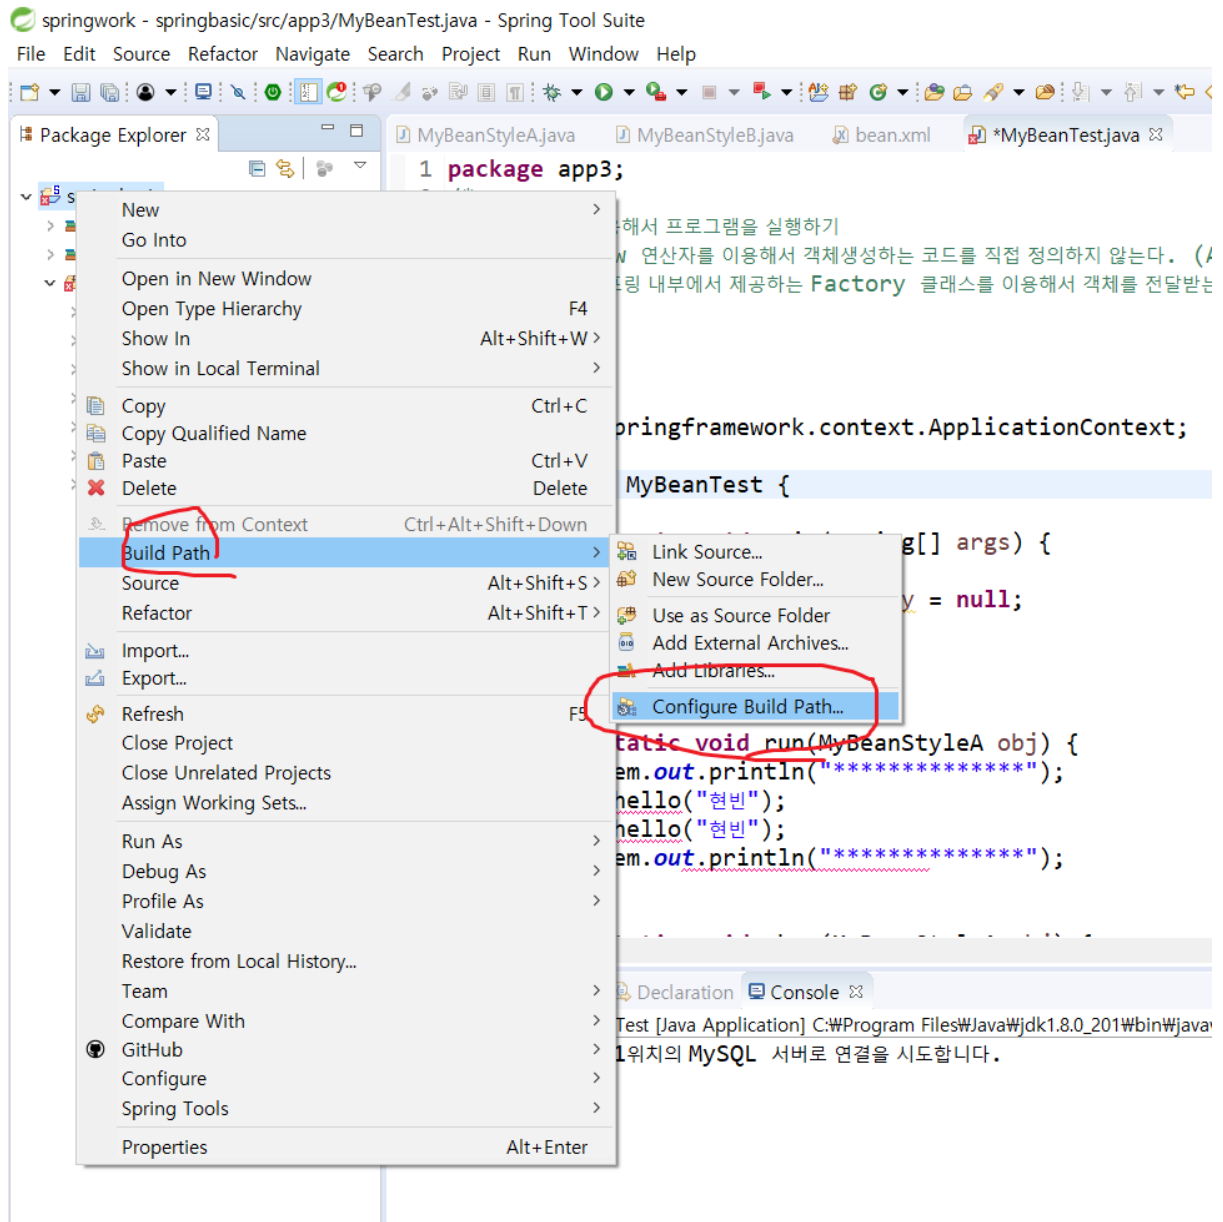 springwork - springbasic/src/app3/MyBeanTest.java - Spring Tool Suite
File Edit Source Refactor Navigate Search Project Run Window Help
Package Explorer
MyBeanStyleA.java MyBeanStyleB.java bean.xml *MyBeanTest.java
1 package app3;
New
해서 프로그램을 실행하기
Go Into
연산자를 이용해서 객체생성하는 코드를 직접 정의하지 않는다. (
Open in New Window
내부에서 제공하는 Factory 클래스를 이용해서 객체를 전달받는
Open Type Hierarchy F4
Show In Alt+Shift+W >
Show in Local Terminal >
Copy Ctrl+C
pringframework.context.ApplicationContext;
Copy Qualified Name
Paste Ctrl+V
Delete Delete
MyBeanTest {
Remove from Context Ctrl+Alt+Shift+Down
g[] args) {
Build Path >
Link Source...
Source Alt+Shift+S >
New Source Folder...
y = null;
Refactor Alt+Shift+T >
Use as Source Folder
Add External Archives...
Import...
Add Libraries...
Export...
Configure Build Path...
Refresh F5
tatic void run(MyBeanStyleA obj) {
Close Project
em.out.println("**************");
Close Unrelated Projects
hello("현빈");
Assign Working Sets...
hello("현빈");
Run As >
em.out.println("**************");
Debug As >
Profile As >
Validate
Restore from Local History...
Team >
Declaration Console
Compare With >
Test [Java Application] C:₩Program Files₩Java₩jdk1.8.0_201₩bin₩javaw
GitHub >
1위치의 MySQL 서버로 연결을 시도합니다.
Configure >
Spring Tools >
Properties Alt+Enter